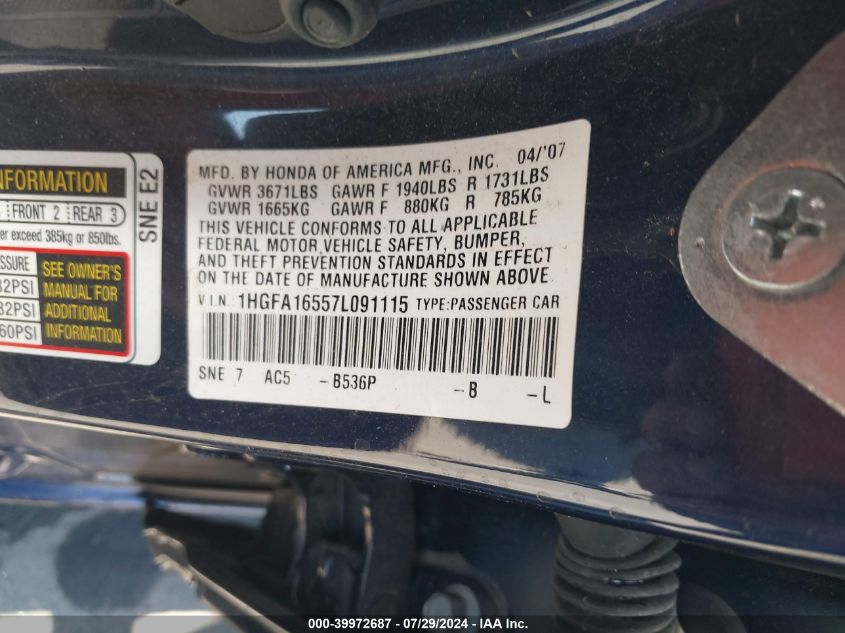 MFD. BY HONDA OF AMERICA MFG., INC. 04/'07
GVWR 3671LBS GAWR F 1940LBS R 1731LBS
GVWR 1665KG GAWR F 880KG R 785KG
THIS VEHICLE CONFORMS TO ALL APPLICABLE
FEDERAL MOTOR VEHICLE SAFETY, BUMPER,
AND THEFT PREVENTION STANDARDS IN EFFECT
ON THE DATE OF MANUFACTURE SHOWN ABOVE.
V I N: 1HGFA16557L091115 TYPE:PASSENGER CAR
SNE 7 AC5 -B536P -B -L
FORMATION
FRONT 2 REAR 3
er exceed 385kg or 850lbs.
SSURE
32PSI
32PSI
60PSI
SEE OWNER'S
MANUAL FOR
ADDITIONAL
INFORMATION
SNE E2
000-39972687 - 07/29/2024 - IAA Inc.